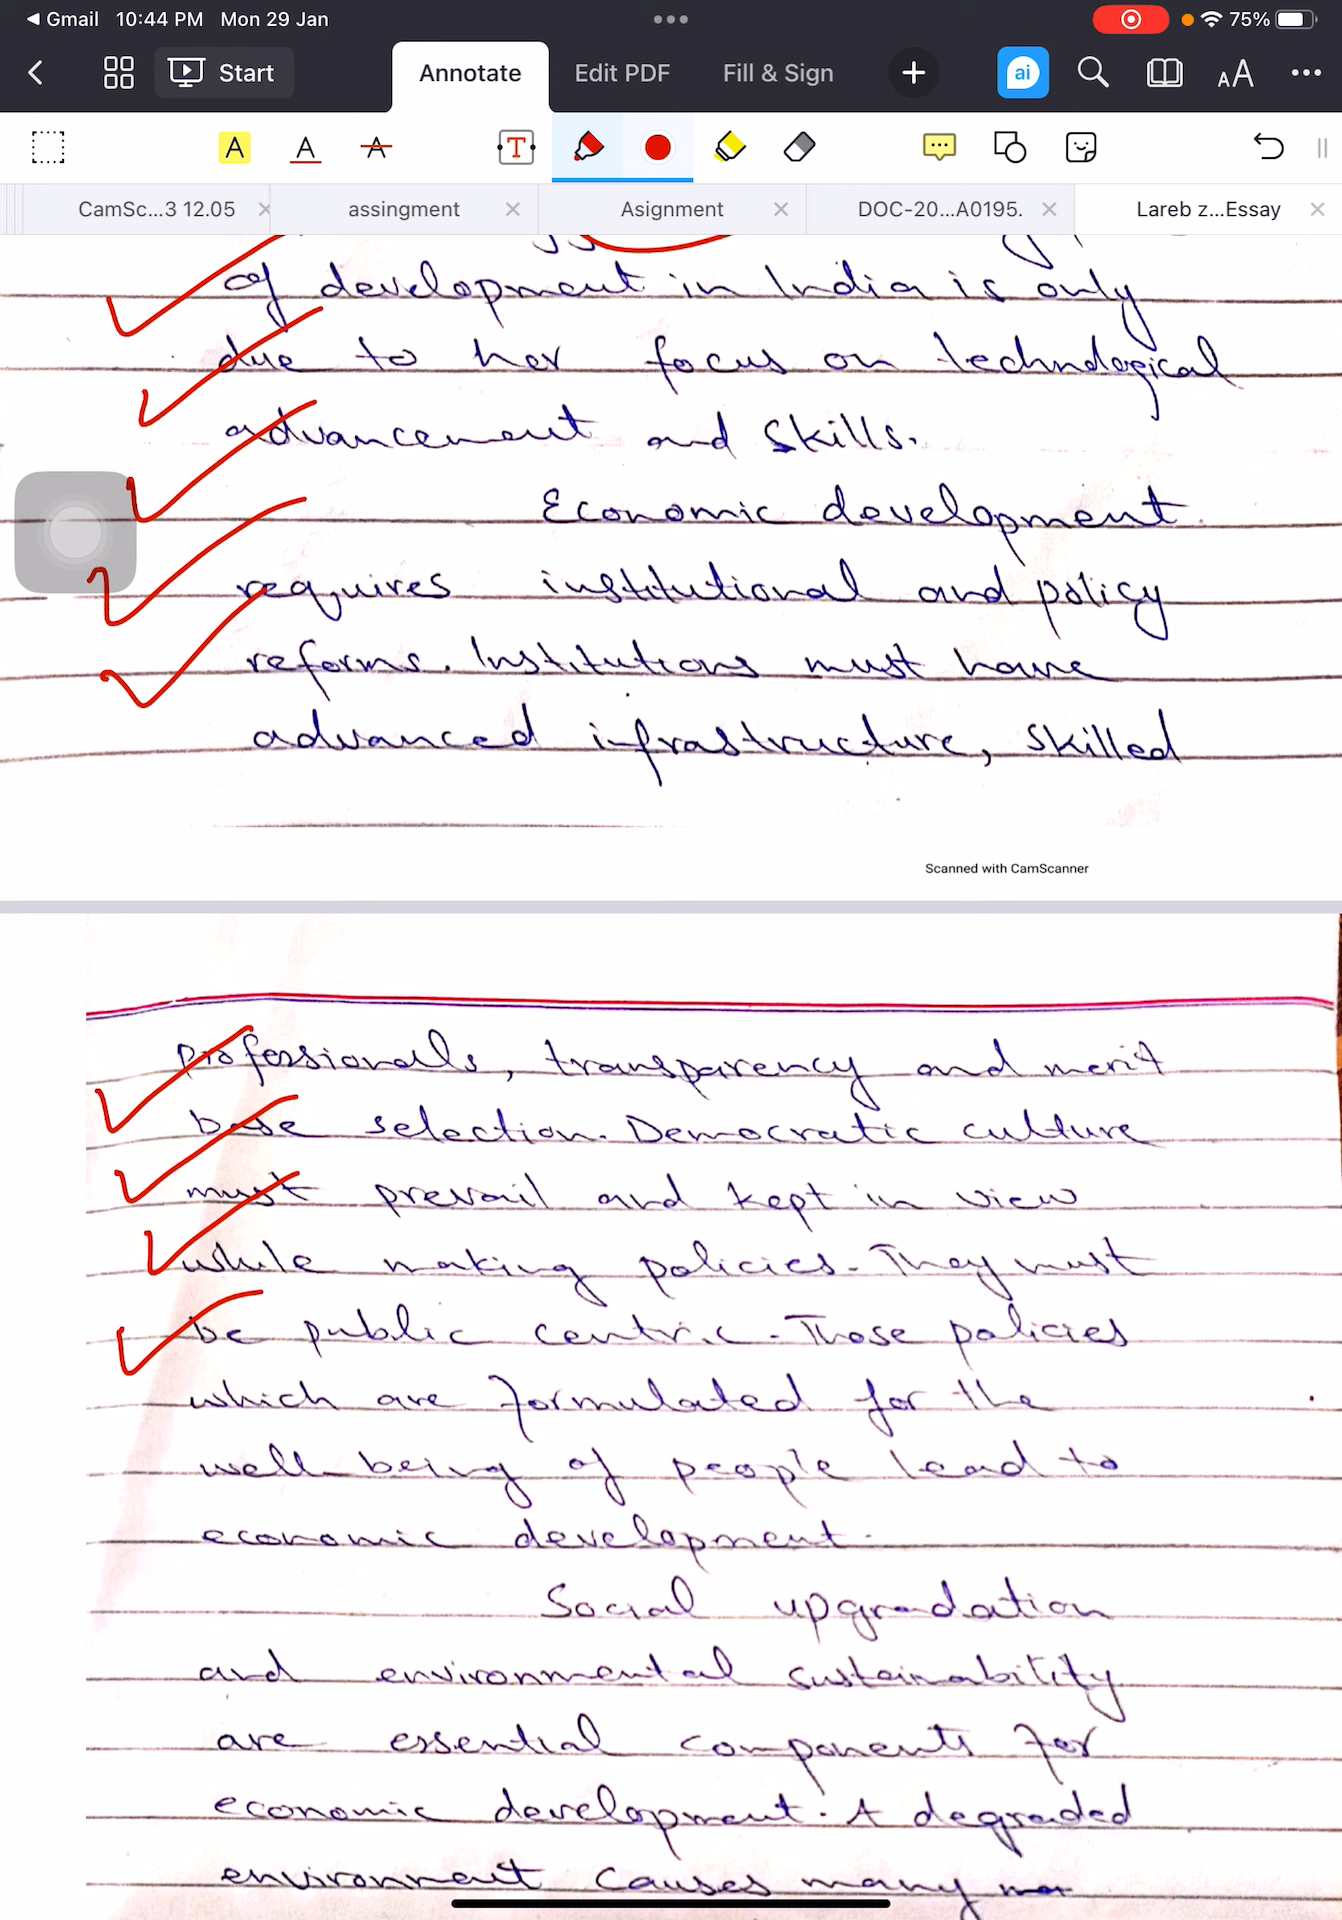 Gmail 10:44 PM Mon 29 Jan 75%
Start Annotate Edit PDF Fill & Sign ai AA
A A A T
CamSc...3 12.05 assingment Asignment DOC-20...A0195. Lareb z...Essay
of development in India is only
due to her focus on technological
advancement and skills.
Economic development
requires institutional and policy
reforms. Institutions must have
advanced infrastructure, skilled
Scanned with CamScanner
professionals, transparency and merit
base selection. Democratic culture
must prevail and kept in view
while making policies. They must
be public centric. Those policies
which are formulated for the
well-being of people lead to
economic development.
Social upgradation
and environmental sustainability
are essential components for
economic development. A degraded
environment causes many